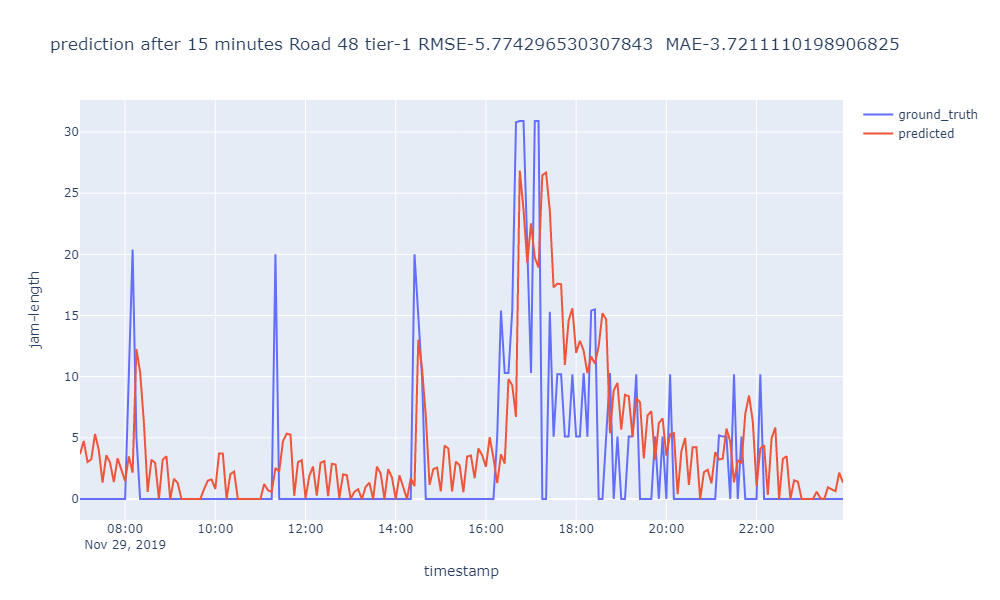 prediction after 15 minutes Road 48 tier-1 RMSE-5.774296530307843 MAE-3.7211110198906825
ground_truth
predicted
30
25
20
15
10
5
0
jam-length
08:00 10:00 12:00 14:00 16:00 18:00 20:00 22:00
Nov 29, 2019
timestamp